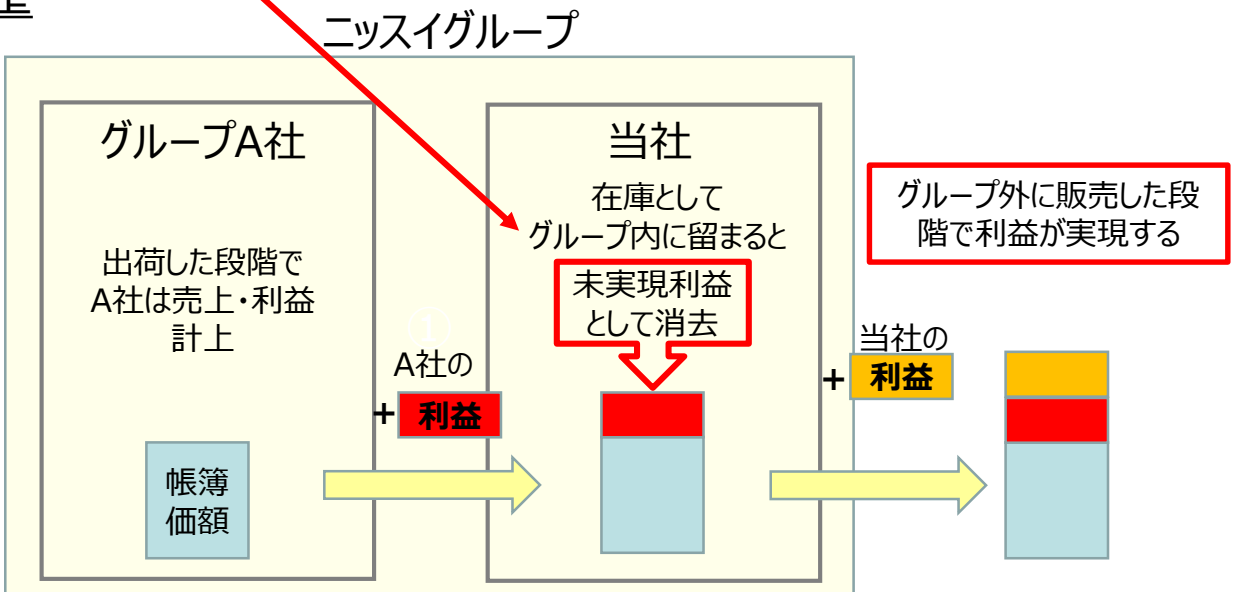 ニッスイグループ
グループA社
出荷した段階で
A社は売上・利益
計上
帳簿
価額
①
A社の
+ 利益
当社
在庫として
グループ内に留まると
未実現利益
として消去
当社の
+ 利益
グループ外に販売した段
階で利益が実現する